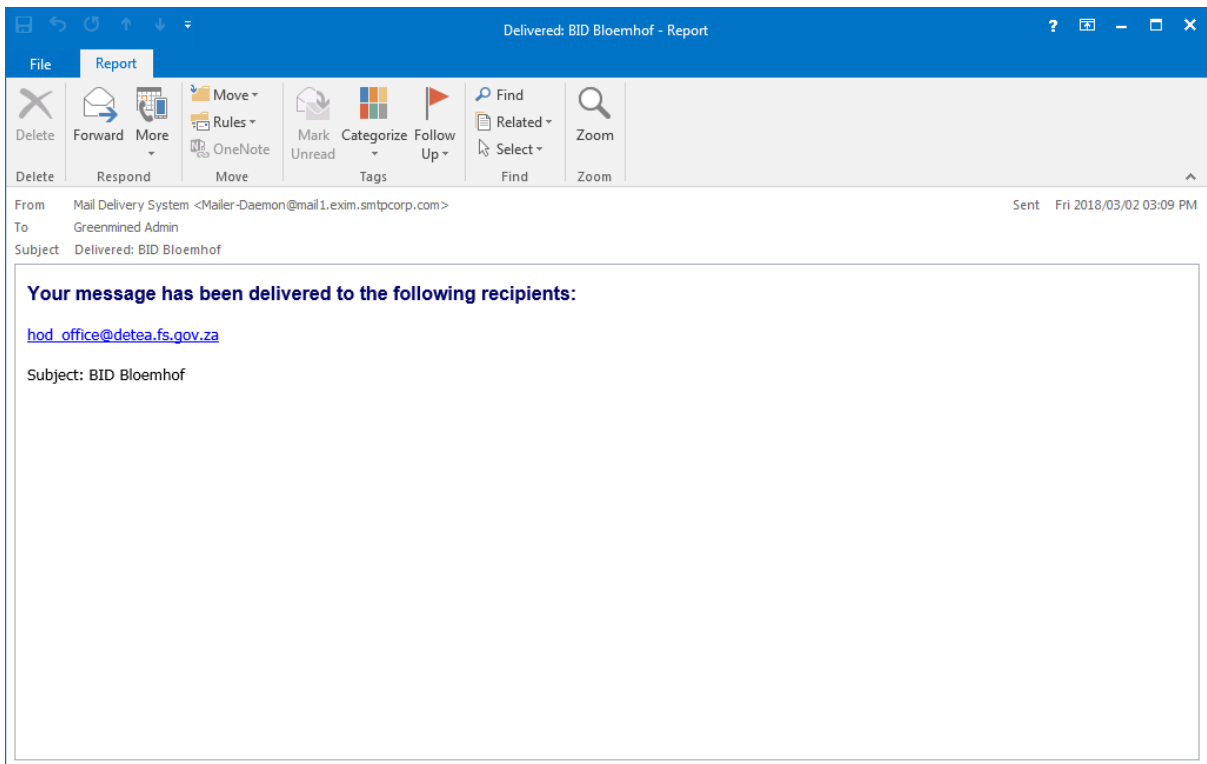 Delivered: BID Bloemhof - Report
?
File Report
Delete
Forward
More
Move
Rules
OneNote
Mark Unread
Categorize
Follow Up
Find
Related
Select
Zoom
Delete Respond Move Tags Find Zoom
From Mail Delivery System <Mailer-Daemon@mail1.exim.smtpcorp.com> Sent Fri 2018/03/02 03:09 PM
To Greenmined Admin
Subject Delivered: BID Bloemhof
Your message has been delivered to the following recipients:
hod_office@detea.fs.gov.za
Subject: BID Bloemhof